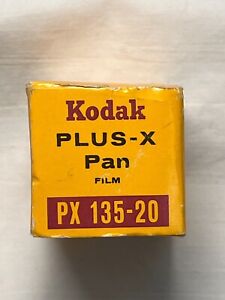 Kodak
PLUS-X
Pan
FILM
PX 135-20